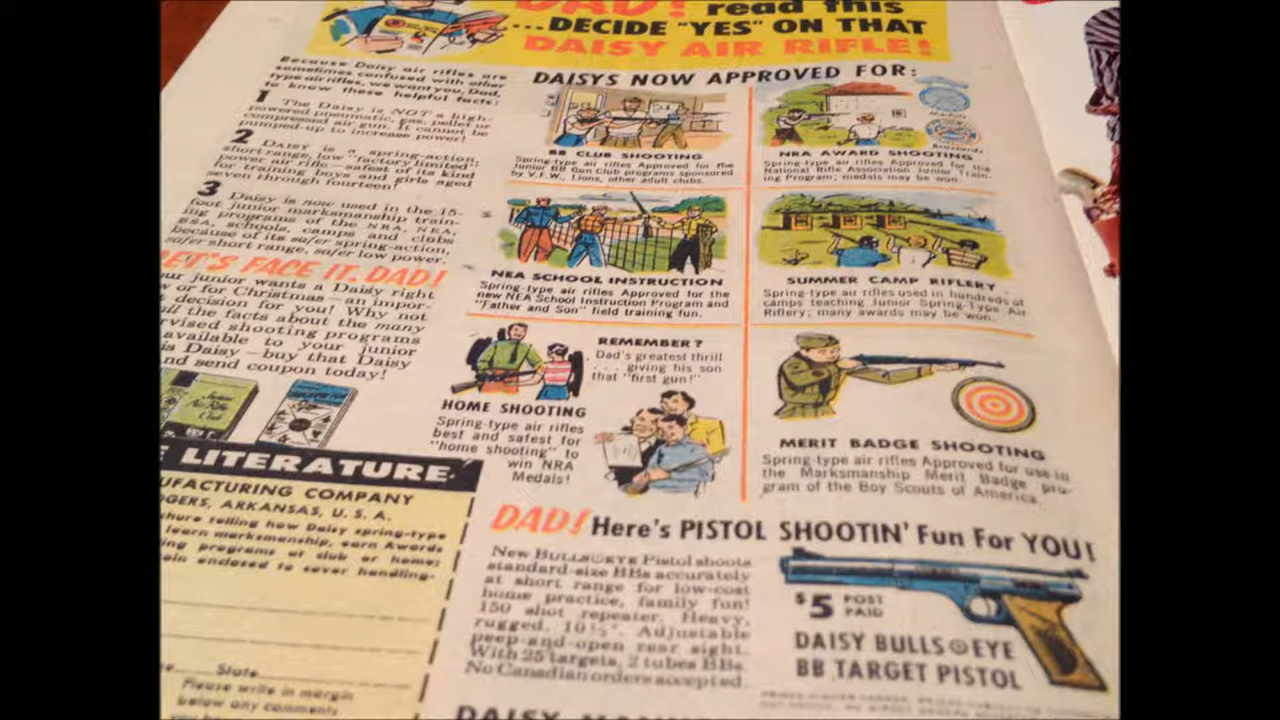 DAD! read this
...DECIDE "YES" ON THAT
DAISY AIR RIFLE!
Because Daisy air rifles are
sometimes confused with other
type air rifles, we want you, Dad,
to know these helpful facts:
1 The Daisy is NOT a high-
powered pneumatic, gas, pellet or
compressed air gun. It cannot be
pumped-up to increase power!
2 Daisy is a spring-action,
short range, low "factory limited"
power air rifle—safest of its kind
for training boys and girls aged
seven through fourteen!
3 Daisy is now used in the 15-
foot junior marksmanship train-
ing programs of the NRA, NEA,
BSA, schools, camps and clubs
because of its safer spring-action,
safer short range, safer low power.
LET'S FACE IT, DAD!
ur junior wants a Daisy right
w or for Christmas—an impor-
t decision for you! Why not
all the facts about the many
rvised shooting programs
available to your junior
is Daisy—buy that Daisy
nd send coupon today!
LITERATURE
UFACTURING COMPANY
OGERS, ARKANSAS, U. S. A.
chure telling how Daisy spring-type
learn marksmanship, earn Awards
ing programs at club or home;
oin enclosed to cover handling-
State
Please write in margin
below any comments
DAISYS NOW APPROVED FOR:
BB CLUB SHOOTING
Spring-type air rifles Approved for the
Junior BB Gun Club programs sponsored
by V.F.W., Lions, other adult clubs.
Medals
NRA AWARD SHOOTING
Spring-type air rifles Approved for the
National Rifle Association Junior Train-
ing Program; medals may be won.
NEA SCHOOL INSTRUCTION
Spring-type air rifles Approved for the
new NEA School Instruction Program and
"Father and Son" field training fun.
SUMMER CAMP RIFLERY
Spring-type air rifles used in hundreds of
camps teaching Junior Spring-Type Air
Riflery; many awards may be won.
HOME SHOOTING
Spring-type air rifles
best and safest for
"home shooting" to
win NRA
Medals!
REMEMBER?
Dad's greatest thrill
. . . giving his son
that "first gun!"
MERIT BADGE SHOOTING
Spring-type air rifles Approved for use in
the Marksmanship Merit Badge pro-
gram of the Boy Scouts of America.
DAD! Here's PISTOL SHOOTIN' Fun For YOU!
New BULLS⊙EYE Pistol shoots
standard-size BBs accurately
at short range for low-cost
home practice, family fun!
150 shot repeater. Heavy,
rugged, 10½". Adjustable
peep-and-open rear sight.
With 25 targets, 2 tubes BBs.
No Canadian orders accepted.
$5 POST PAID
DAISY BULLS⊙EYE
BB TARGET PISTOL
DAISY